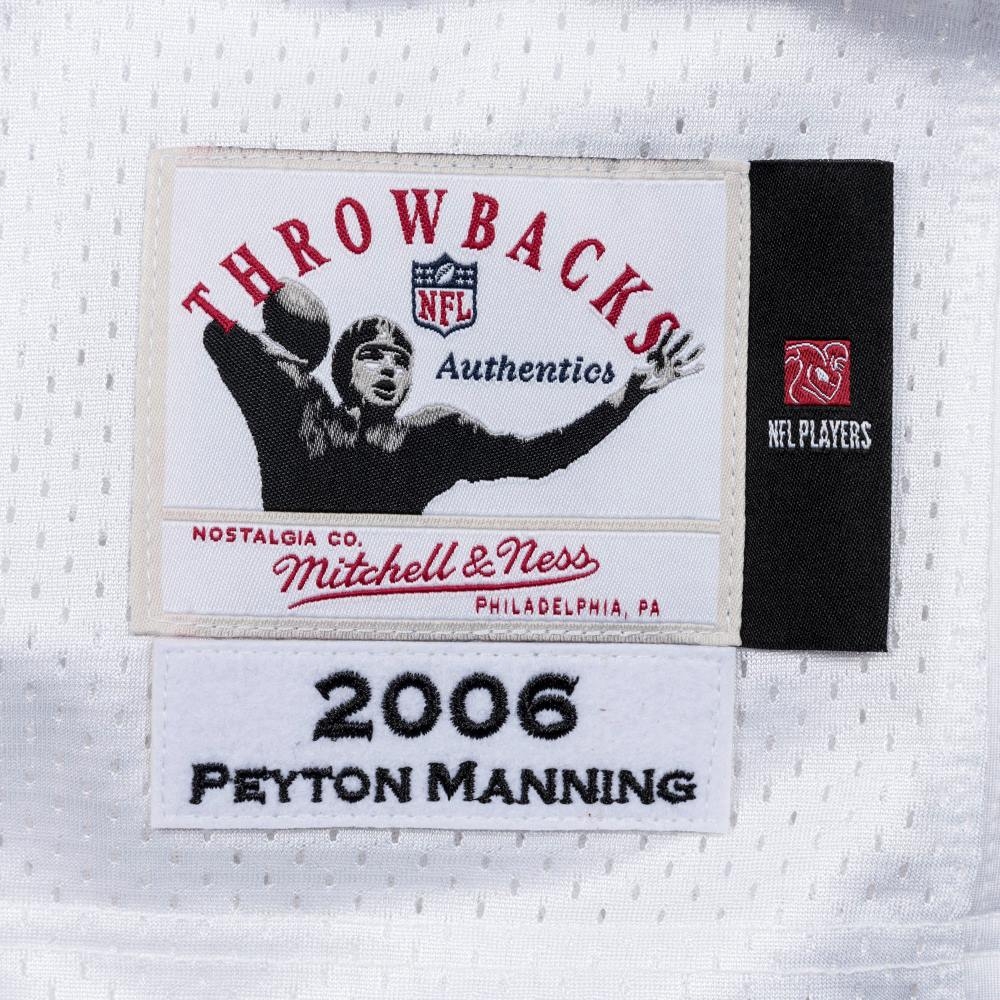 THROWBACKS
NFL
Authentics
NOSTALGIA CO.
Mitchell & Ness
PHILADELPHIA, PA
NFL PLAYERS
2006
PEYTON MANNING